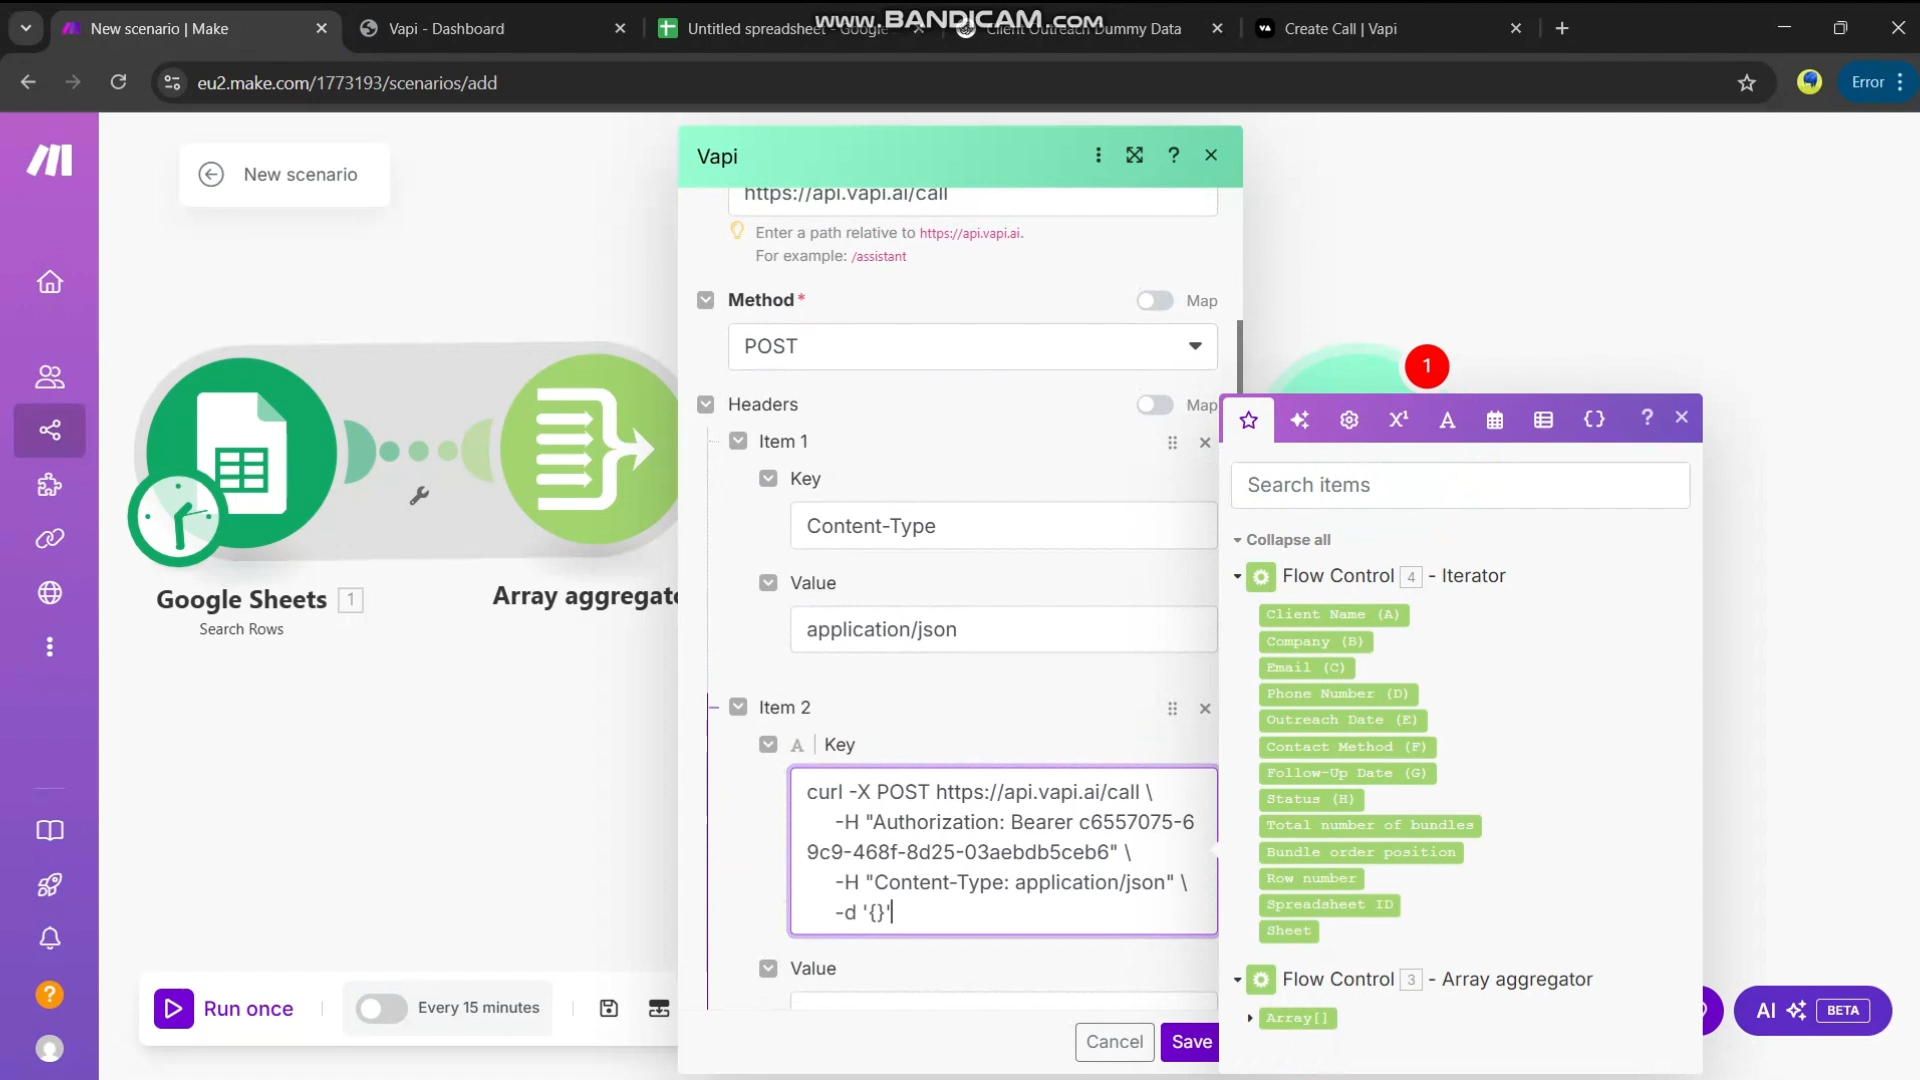 www.BANDICAM.com
New scenario | Make
Vapi - Dashboard
Untitled spreadsheet - Google
Client Outreach Dummy Data
Create Call | Vapi
eu2.make.com/1773193/scenarios/add
Error
New scenario
Vapi
https://api.vapi.ai/call
Enter a path relative to https://api.vapi.ai.
For example: /assistant
Method*
Map
POST
Headers
Map
Item 1
Key
Content-Type
Value
application/json
Item 2
A Key
curl -X POST https://api.vapi.ai/call \
-H "Authorization: Bearer c6557075-6
9c9-468f-8d25-03aebdb5ceb6" \
-H "Content-Type: application/json" \
-d '{}'
Value
Cancel
Save
1
Google Sheets 1
Search Rows
Array aggregato
Search items
Collapse all
Flow Control 4 - Iterator
Client Name (A)
Company (B)
Email (C)
Phone Number (D)
Outreach Date (E)
Contact Method (F)
Follow-Up Date (G)
Status (H)
Total number of bundles
Bundle order position
Row number
Spreadsheet ID
Sheet
Flow Control 3 - Array aggregator
Array[]
Run once
Every 15 minutes
AI BETA